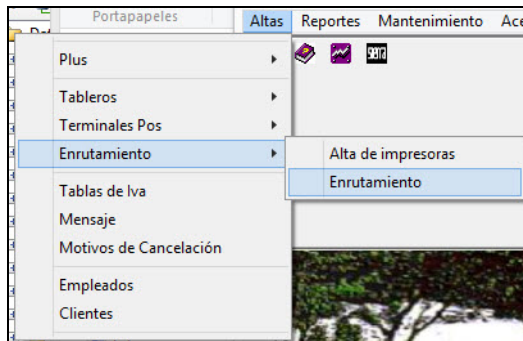 Portapapeles
Altas Reportes Mantenimiento
Plus
Tableros
Terminales Pos
Enrutamiento
Alta de impresoras
Enrutamiento
Tablas de Iva
Mensaje
Motivos de Cancelación
Empleados
Clientes